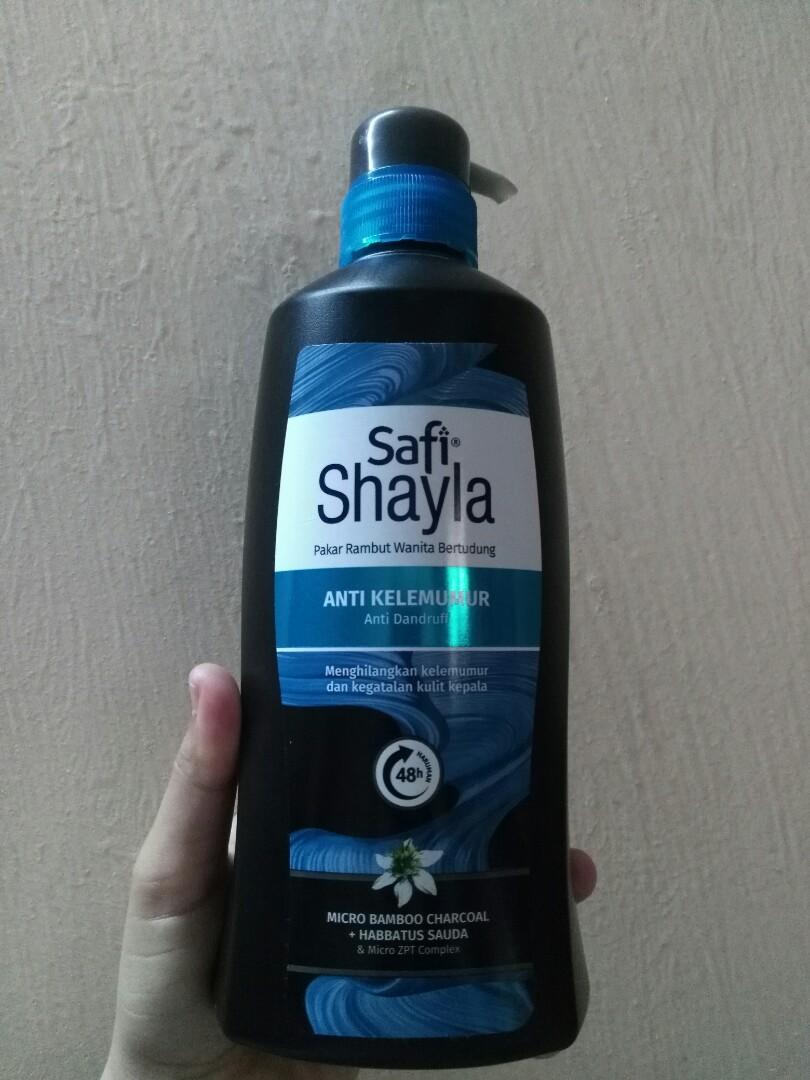 Safi®
Shayla
Pakar Rambut Wanita Bertudung
ANTI KELEMUMUR
Anti Dandruff
Menghilangkan kelemumur
dan kegatalan kulit kepala
48h
HARUMAN
MICRO BAMBOO CHARCOAL
+ HABBATUS SAUDA
& Micro ZPT Complex